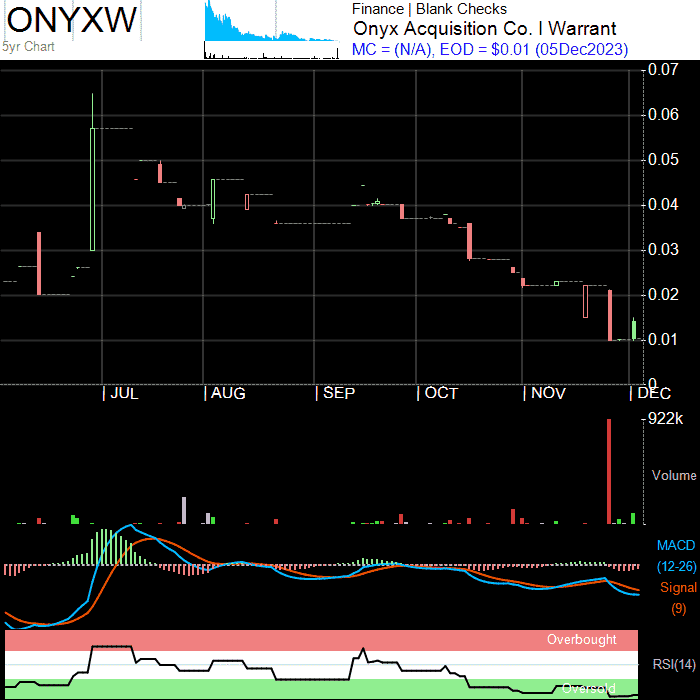 ONYXW
5yr Chart
Finance | Blank Checks
Onyx Acquisition Co. I Warrant
MC = (N/A), EOD = $0.01 (05Dec2023)
0.07
0.06
0.05
0.04
0.03
0.02
0.01
0
JUL AUG SEP OCT NOV DEC
922k
Volume
MACD
(12-26)
Signal
(9)
Overbought
RSI(14)
Oversold